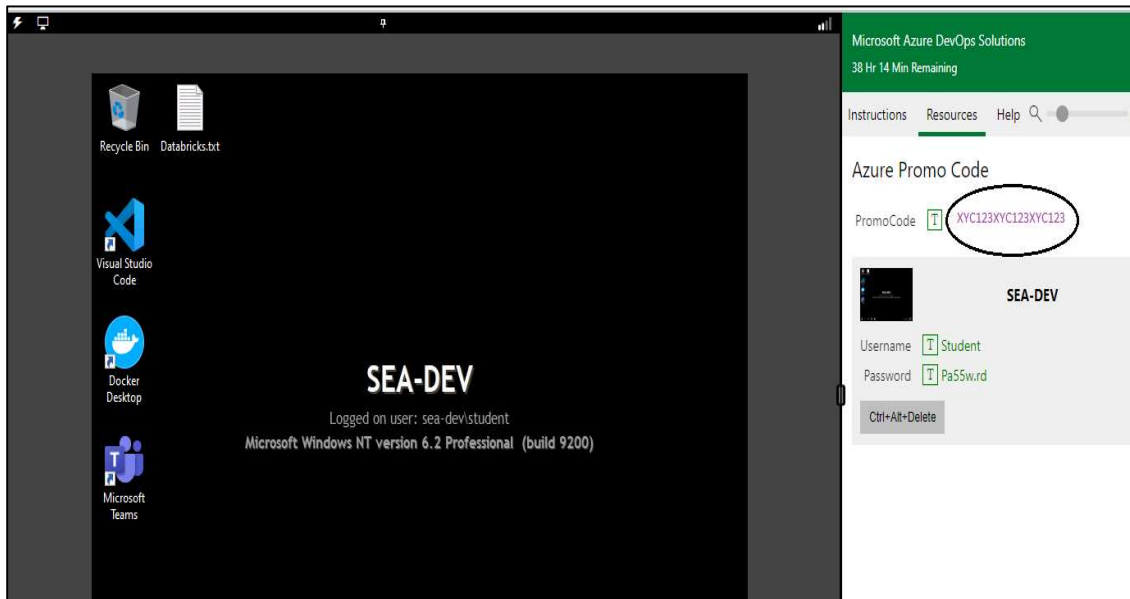 Recycle Bin
Databricks.txt
Visual Studio
Code
Docker
Desktop
Microsoft
Teams
SEA-DEV
Logged on user: sea-dev\student
Microsoft Windows NT version 6.2 Professional (build 9200)
Microsoft Azure DevOps Solutions
38 Hr 14 Min Remaining
Instructions Resources Help
Azure Promo Code
PromoCode T XYC123XYC123XYC123
SEA-DEV
Username T Student
Password T Pa55w.rd
Ctrl+Alt+Delete